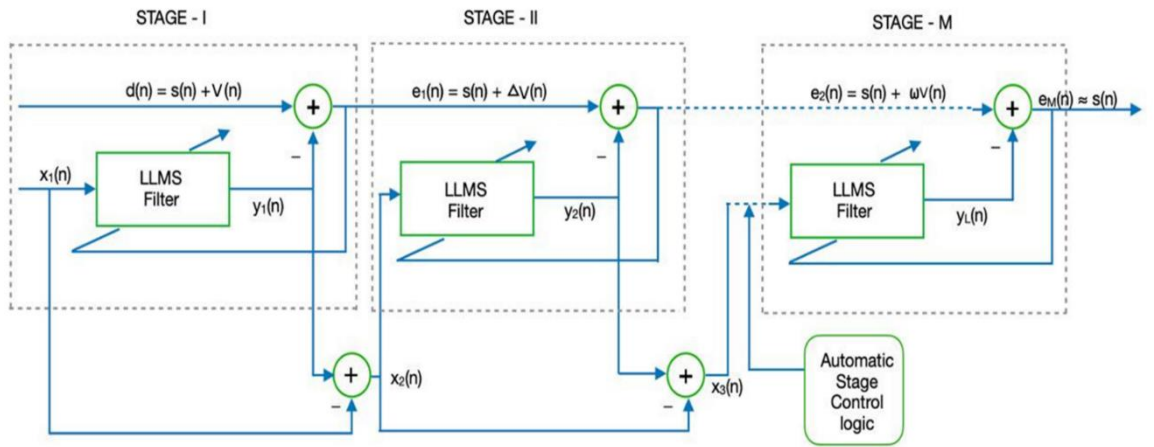 STAGE - I
STAGE - II
STAGE - M
d(n) = s(n) +V(n)
+
e₁(n) = s(n) + ΔV(n)
+
e₂(n) = s(n) + ωv(n)
+
eₘ(n) ≈ s(n)
–
–
–
x₁(n)
LLMS
Filter
y₁(n)
LLMS
Filter
y₂(n)
LLMS
Filter
y_L(n)
+
x₂(n)
–
+
x₃(n)
–
Automatic
Stage
Control
logic